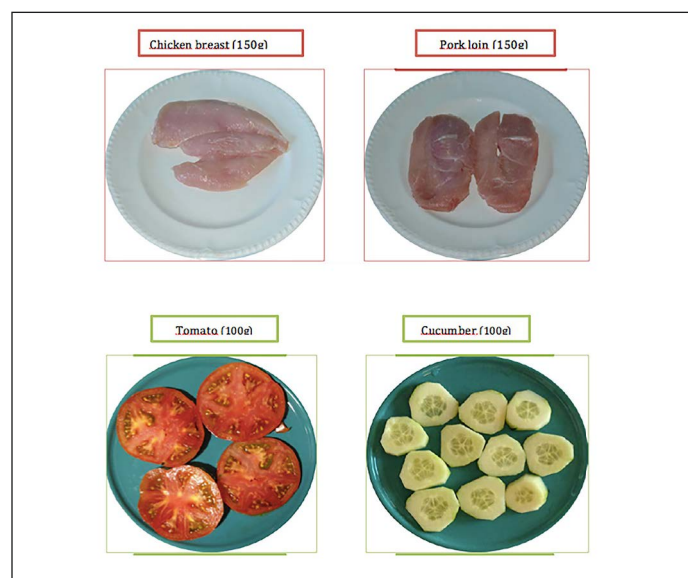 Chicken breast (150g)
Pork loin (150g)
Tomato (100g)
Cucumber (100g)